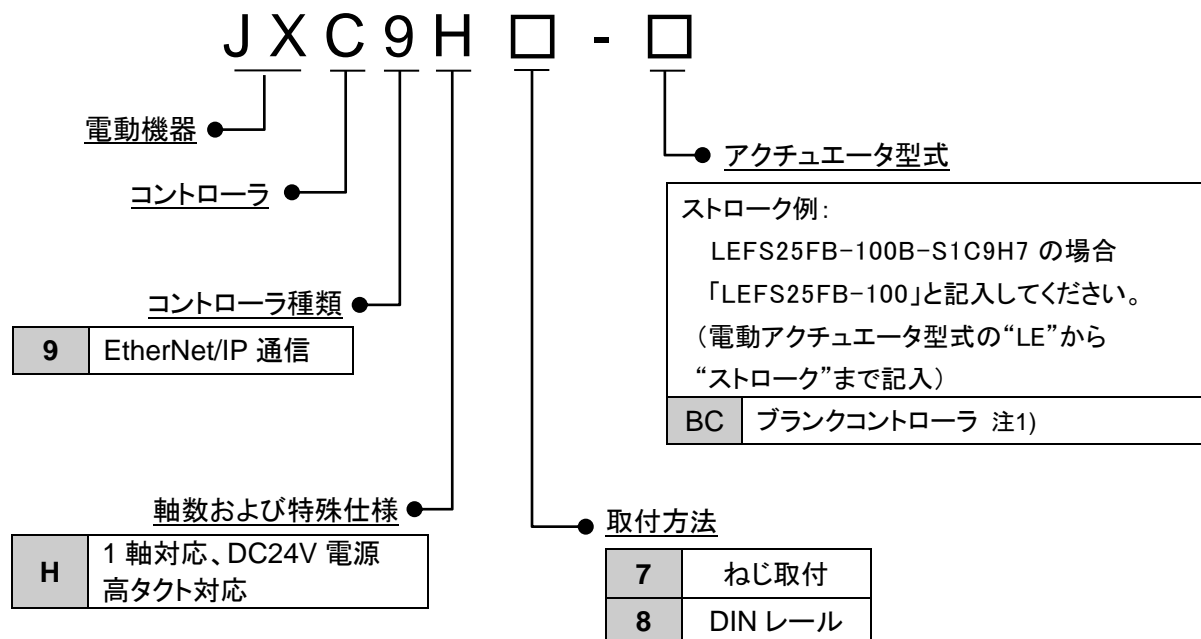 JXC9H□-□
電動機器
アクチュエータ型式
コントローラ
ストローク例：
LEFS25FB-100B-S1C9H7 の場合
「LEFS25FB-100」と記入してください。
（電動アクチュエータ型式の“LE”から
“ストローク”まで記入）
BC ブランクコントローラ 注1)
コントローラ種類
9 EtherNet/IP 通信
軸数および特殊仕様
H 1 軸対応、DC24V 電源
高タクト対応
取付方法
7 ねじ取付
8 DIN レール